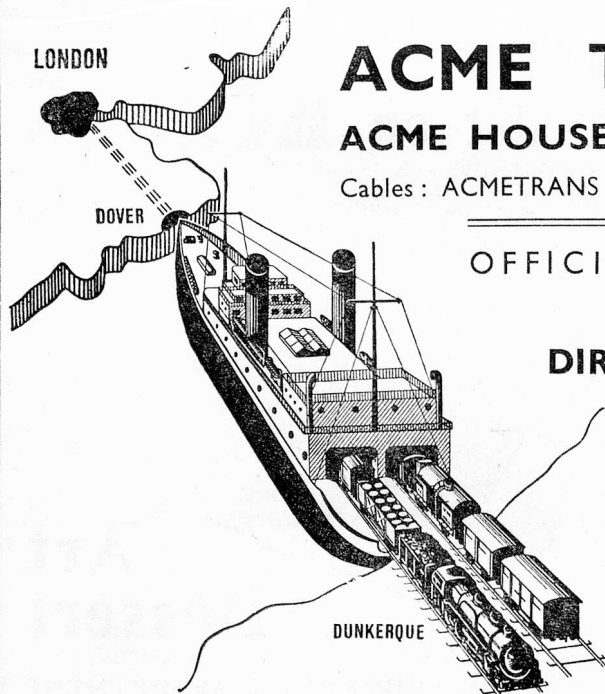 LONDON
ACME T
ACME HOUSE
Cables : ACMETRANS
DOVER
OFFICI
DIR
DUNKERQUE